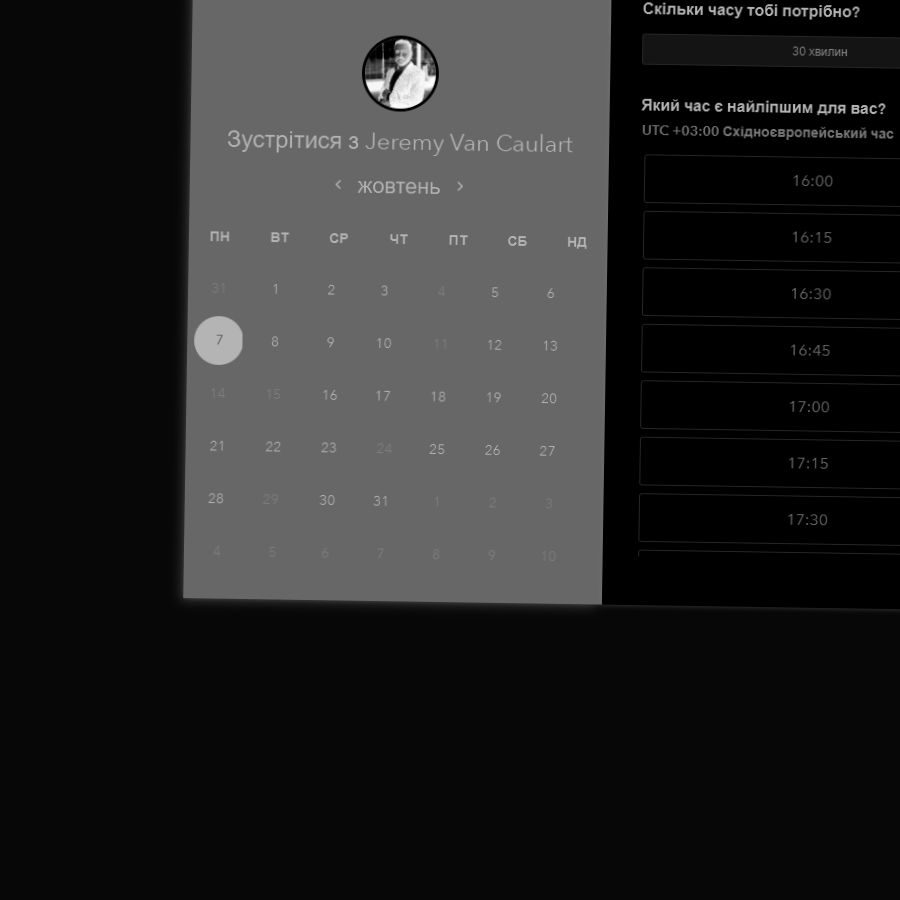 Зустрітися з Jeremy Van Caulart
‹ жовтень ›
ПН ВТ СР ЧТ ПТ СБ НД
31 1 2 3 4 5 6
7 8 9 10 11 12 13
14 15 16 17 18 19 20
21 22 23 24 25 26 27
28 29 30 31 1 2 3
4 5 6 7 8 9 10
Скільки часу тобі потрібно?
30 хвилин
Який час є найліпшим для вас?
UTC +03:00 Східноєвропейський час
16:00
16:15
16:30
16:45
17:00
17:15
17:30